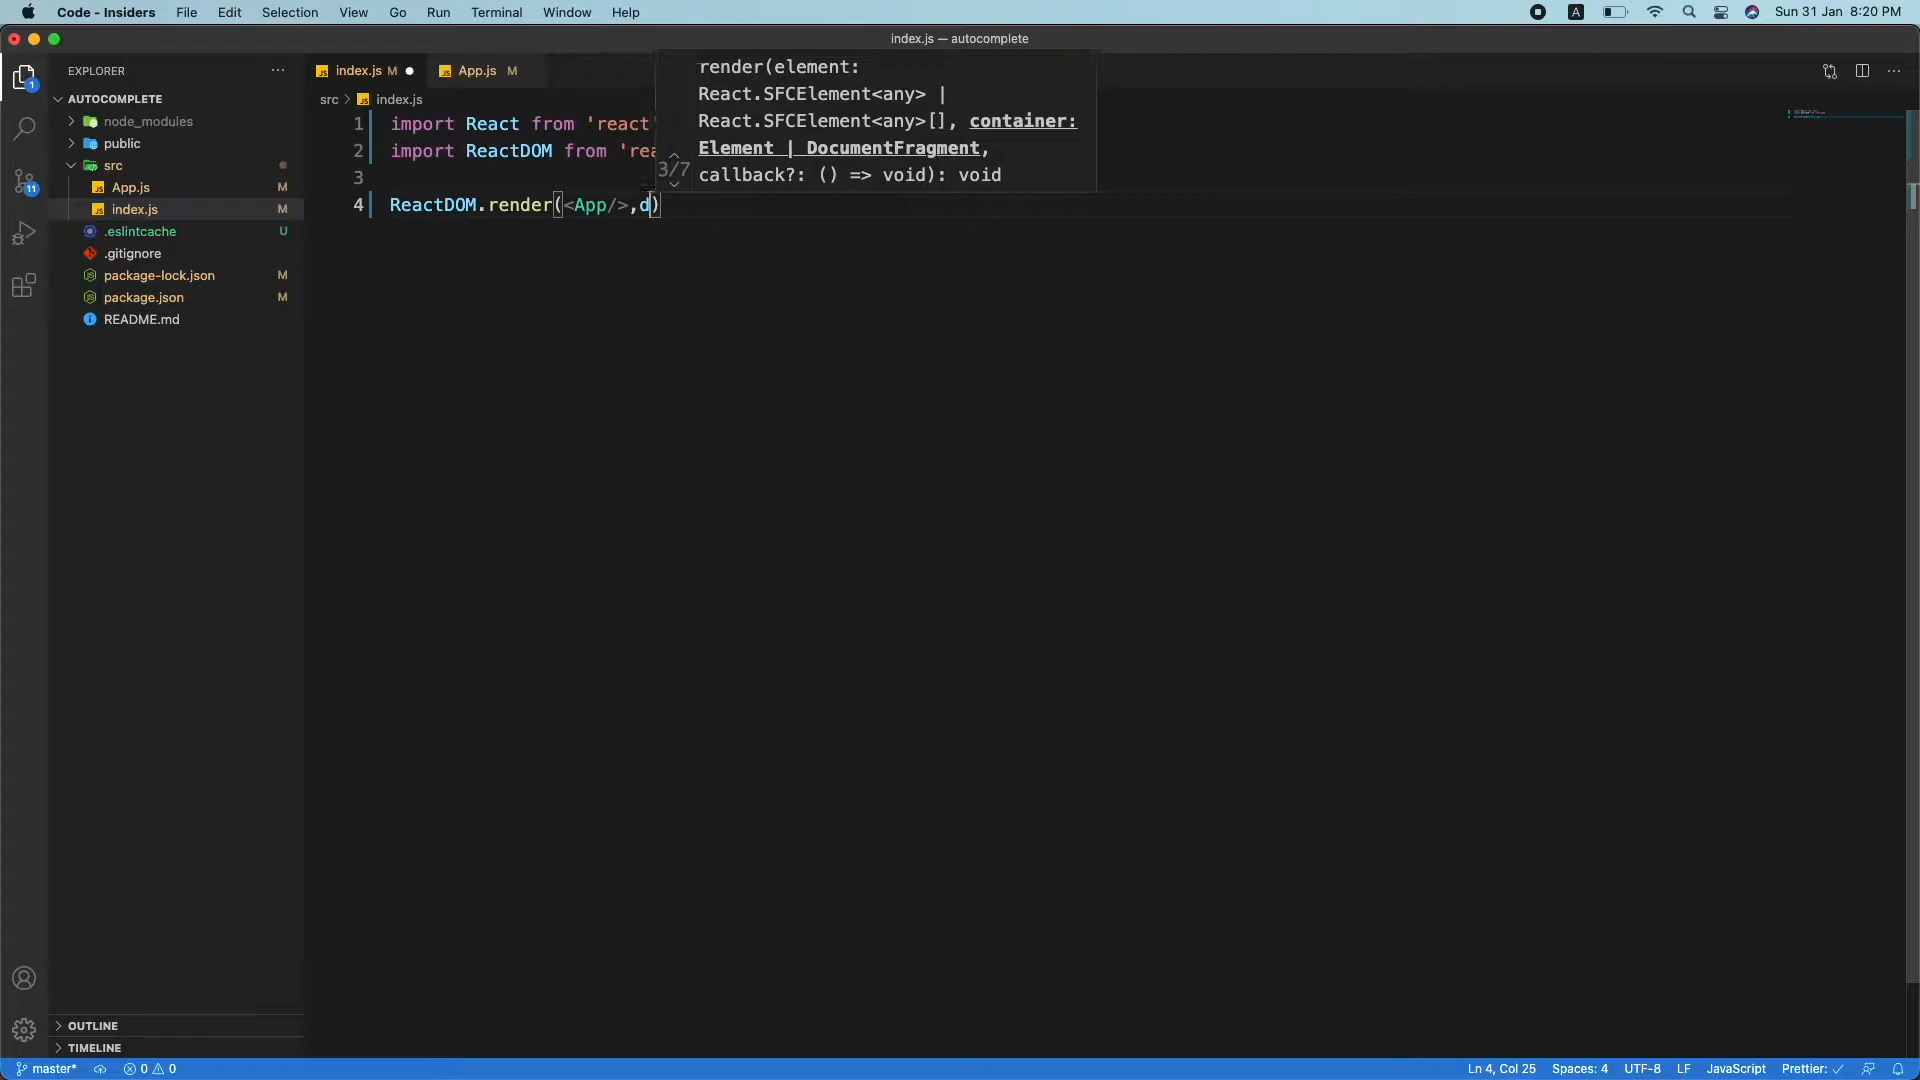 Code - Insiders File Edit Selection View Go Run Terminal Window Help A Sun 31 Jan 8:20 PM
index.js — autocomplete
EXPLORER ···
index.js M ● App.js M
AUTOCOMPLETE
src > index.js
node_modules
public
src
App.js M
index.js M
.eslintcache U
.gitignore
package-lock.json M
package.json M
README.md
1 import React from 'react'
2 import ReactDOM from 'rea
3
4 ReactDOM.render(<App/>,d)
render(element:
React.SFCElement<any> |
React.SFCElement<any>[], container:
Element | DocumentFragment,
3/7
callback?: () => void): void
1
11
OUTLINE
TIMELINE
master* 0 0 Ln 4, Col 25 Spaces: 4 UTF-8 LF JavaScript Prettier: ✓